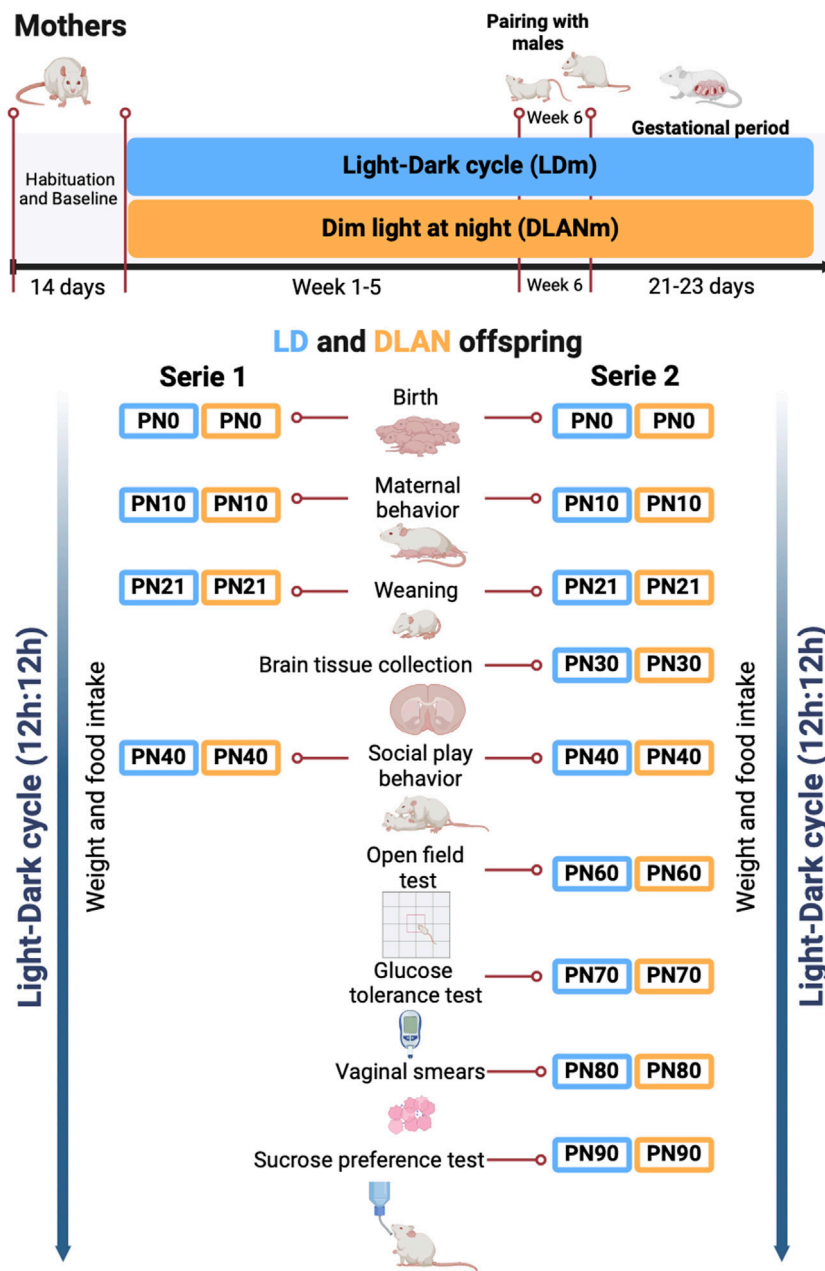 Mothers
Pairing with
males
Week 6
Gestational period
Habituation
and Baseline
Light-Dark cycle (LDm)
Dim light at night (DLANm)
14 days
Week 1-5
Week 6
21-23 days
LD and DLAN offspring
Serie 1
Serie 2
Birth
PN0 PN0
PN0 PN0
Maternal
behavior
PN10 PN10
PN10 PN10
PN21 PN21
Weaning
PN21 PN21
Brain tissue collection
PN30 PN30
PN40 PN40
Social play
behavior
PN40 PN40
Open field
test
PN60 PN60
Glucose
tolerance test
PN70 PN70
Vaginal smears
PN80 PN80
Sucrose preference test
PN90 PN90
Light-Dark cycle (12h:12h)
Weight and food intake
Weight and food intake
Light-Dark cycle (12h:12h)